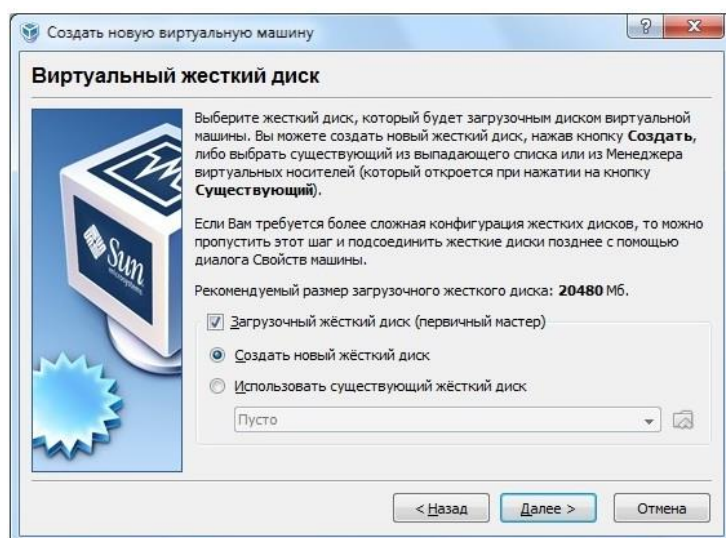 Создать новую виртуальную машину
Виртуальный жесткий диск
Выберите жесткий диск, который будет загрузочным диском виртуальной
машины. Вы можете создать новый жесткий диск, нажав кнопку Создать,
либо выбрать существующий из выпадающего списка или из Менеджера
виртуальных носителей (который откроется при нажатии на кнопку
Существующий).
Если Вам требуется более сложная конфигурация жестких дисков, то можно
пропустить этот шаг и подсоединить жесткие диски позднее с помощью
диалога Свойств машины.
Рекомендуемый размер загрузочного жесткого диска: 20480 Мб.
Загрузочный жёсткий диск (первичный мастер)
Создать новый жёсткий диск
Использовать существующий жёсткий диск
Пусто
Sun
microsystems
< Назад
Далее >
Отмена